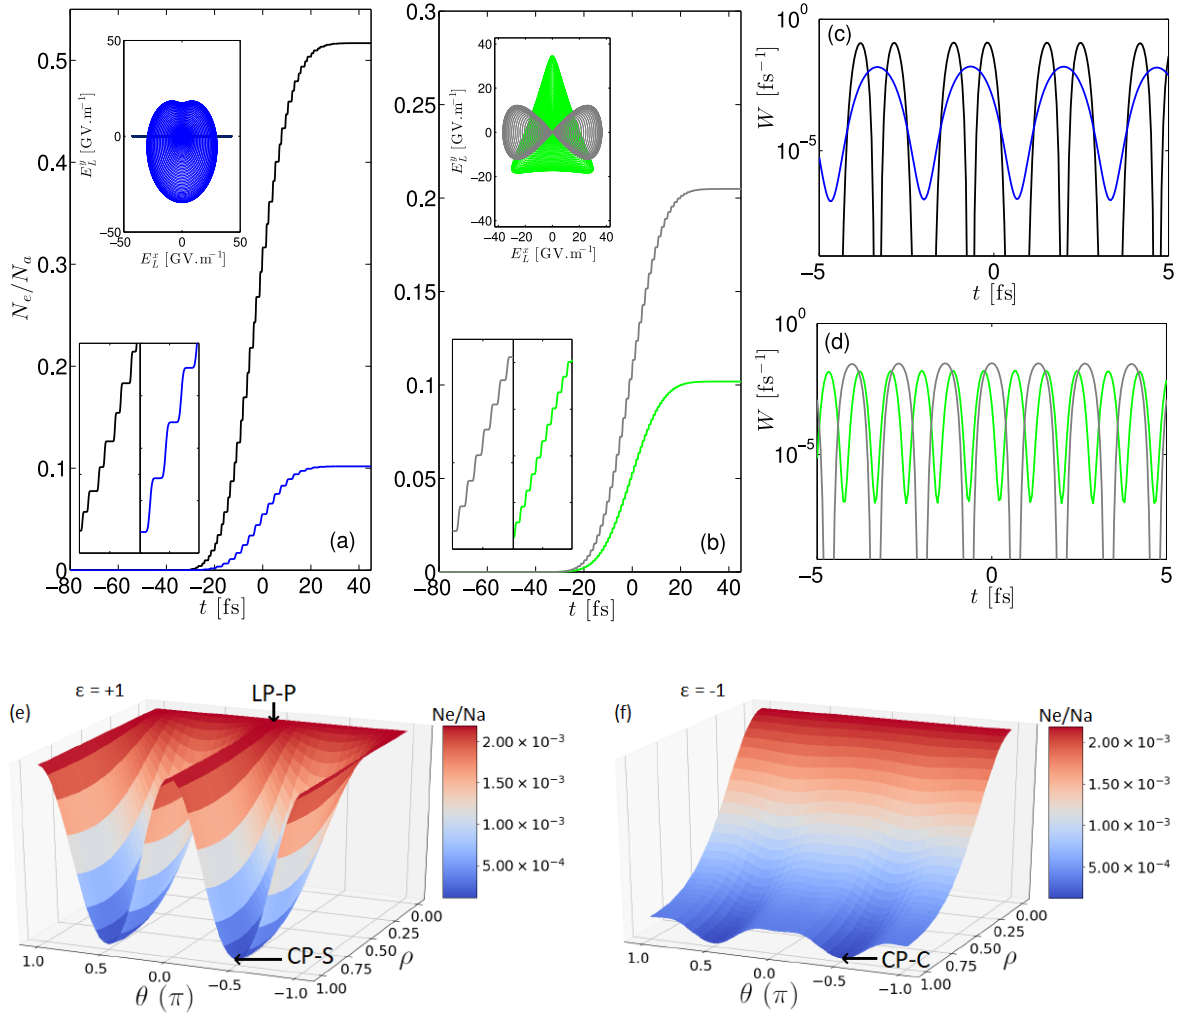 0.5
0.4
0.3
0.2
0.1
0
N_e/N_a
−80 −60 −40 −20 0 20 40
t [fs]
(a)
50
0
−50
−50 0 50
E_L^y [GV.m^{−1}]
E_L^x [GV.m^{−1}]
0.3
0.25
0.2
0.15
0.1
0.05
0
−80 −60 −40 −20 0 20 40
t [fs]
(b)
40
20
0
−20
−40
−40 −20 0 20 40
E_L^y [GV.m^{−1}]
E_L^x [GV.m^{−1}]
(c)
10^0
10^{−5}
W [fs^{−1}]
−5 0 5
t [fs]
(d)
10^0
10^{−5}
W [fs^{−1}]
−5 0 5
t [fs]
(e)
ε = +1
LP-P
Ne/Na
2.00 × 10^{−3}
1.50 × 10^{−3}
1.00 × 10^{−3}
5.00 × 10^{−4}
CP-S
1.0 0.5 0.0 −0.5 −1.0
θ (π)
0.00
0.25
0.50
0.75
1.00
ρ
(f)
ε = -1
Ne/Na
2.00 × 10^{−3}
1.50 × 10^{−3}
1.00 × 10^{−3}
5.00 × 10^{−4}
CP-C
1.0 0.5 0.0 −0.5 −1.0
θ (π)
0.00
0.25
0.50
0.75
1.00
ρ